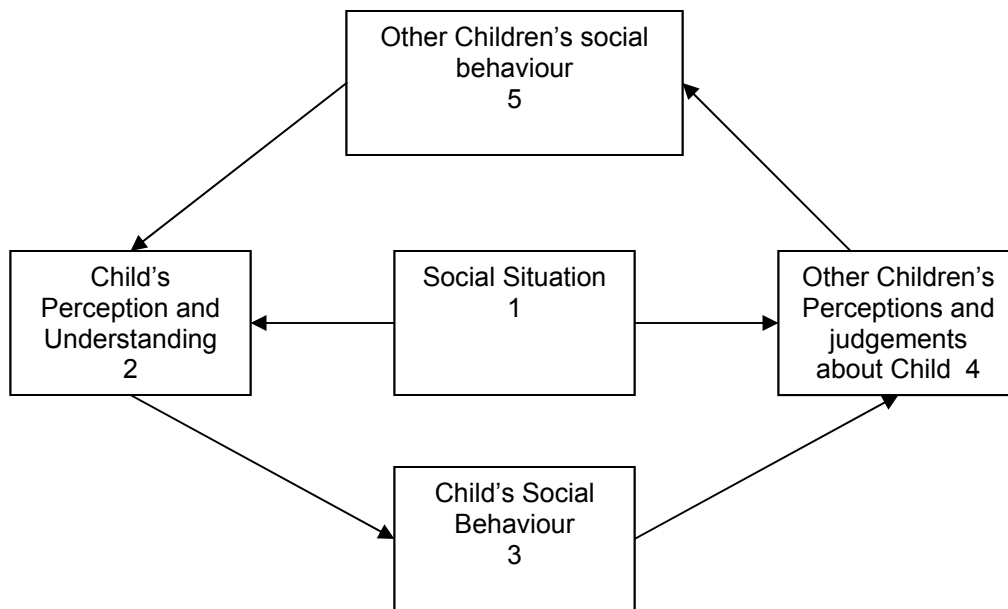 Other Children’s social
behaviour
5
Child’s
Perception and
Understanding
2
Social Situation
1
Other Children’s
Perceptions and
judgements
about Child 4
Child’s Social
Behaviour
3